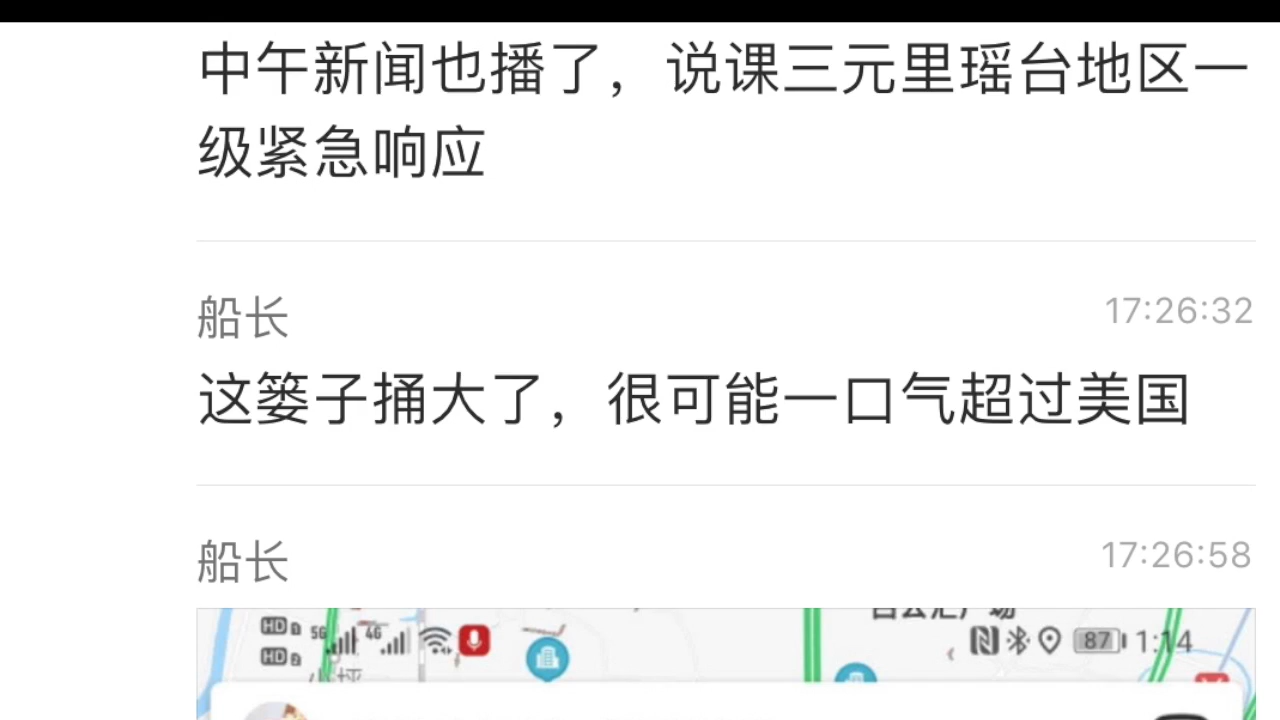 中午新闻也播了，说课三元里瑶台地区一
级紧急响应
船长 17:26:32
这篓子捅大了，很可能一口气超过美国
船长 17:26:58
HD 5G 4G HD 87 1:14